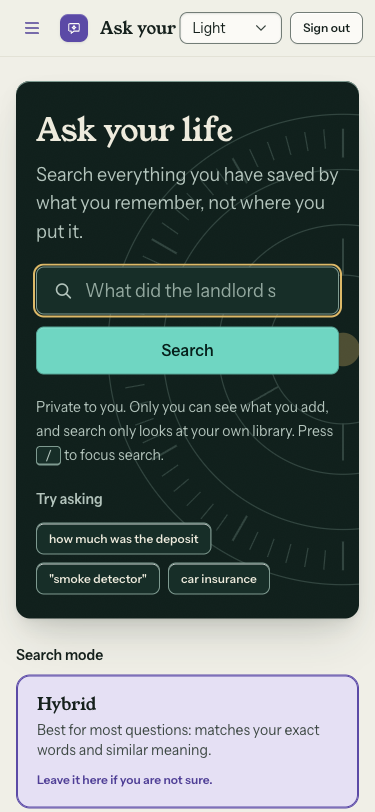 Ask your
Light
Sign out
Ask your life
Search everything you have saved by
what you remember, not where you
put it.
What did the landlord s
Search
Private to you. Only you can see what you add,
and search only looks at your own library. Press
/ to focus search.
Try asking
how much was the deposit
"smoke detector"
car insurance
Search mode
Hybrid
Best for most questions: matches your exact
words and similar meaning.
Leave it here if you are not sure.